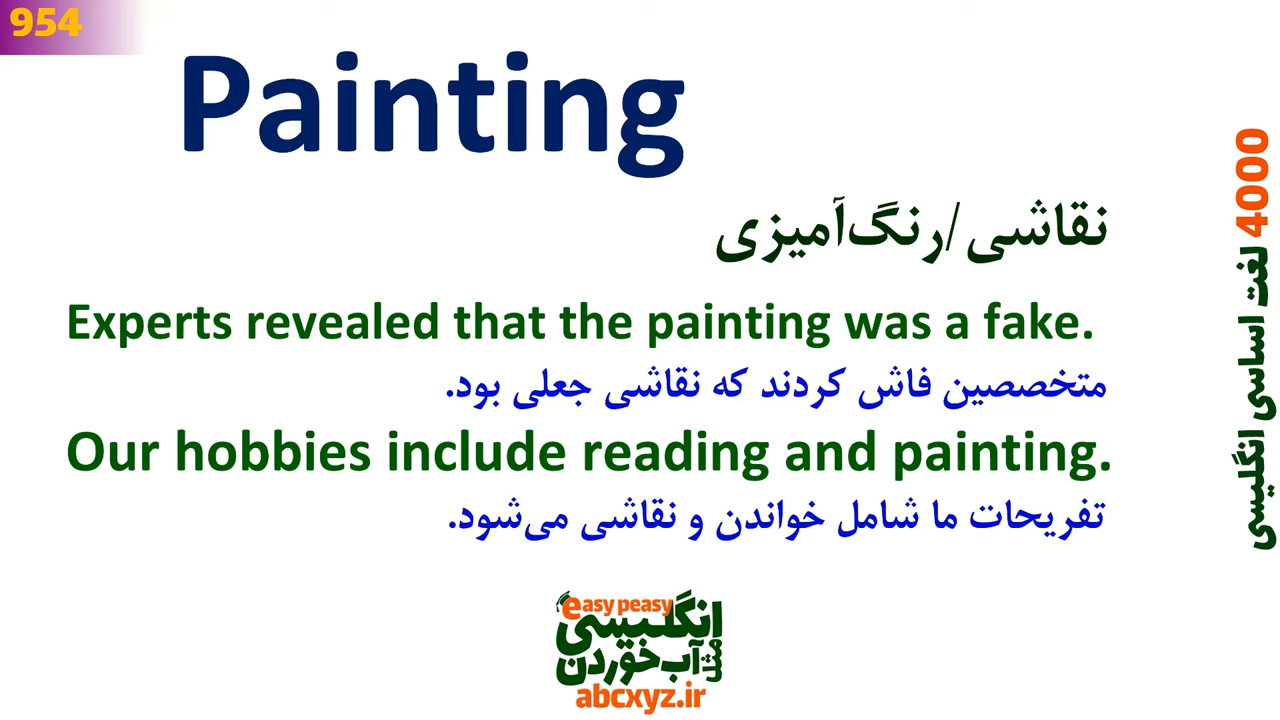 954
Painting
نقاشی/رنگ‌آمیزی
Experts revealed that the painting was a fake.
متخصصین فاش کردند که نقاشی جعلی بود.
Our hobbies include reading and painting.
تفریحات ما شامل خواندن و نقاشی می‌شود.
4000 لغت اساسی انگلیسی
easy peasy
انگلیسی
مثل آب خوردن
abcxyz.ir